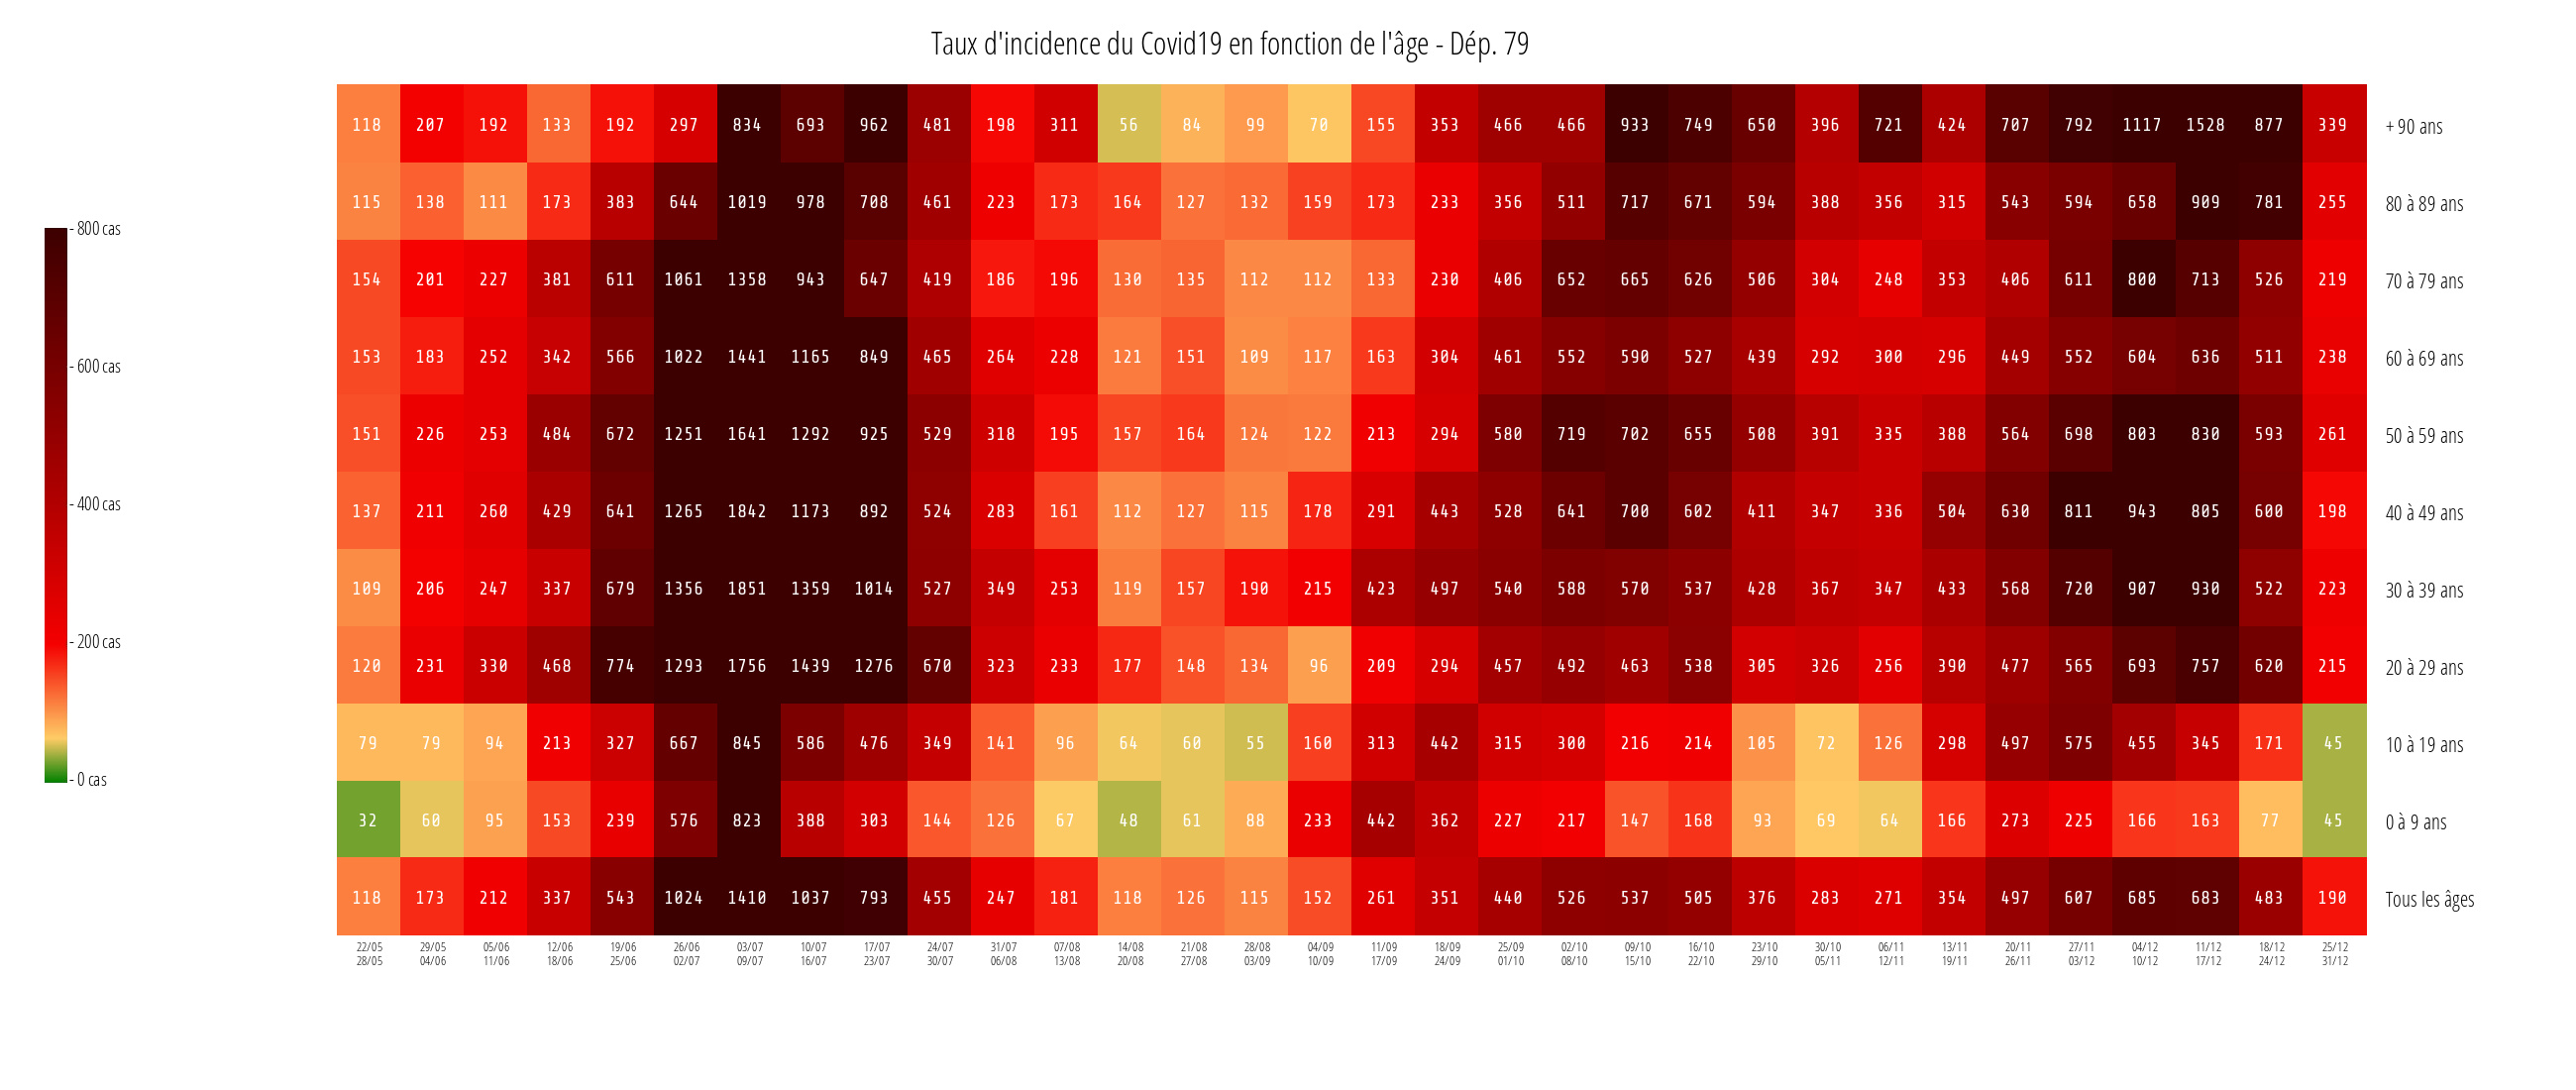 Taux d'incidence du Covid19 en fonction de l'âge - Dép. 79
118 207 192 133 192 297 834 693 962 481 198 311 56 84 99 70 155 353 466 466 933 749 650 396 721 424 707 792 1117 1528 877 339 + 90 ans
- 800 cas
115 138 111 173 383 644 1019 978 708 461 223 173 164 127 132 159 173 233 356 511 717 671 594 388 356 315 543 594 658 909 781 255 80 à 89 ans
154 201 227 381 611 1061 1358 943 647 419 186 196 130 135 112 112 133 230 406 652 665 626 506 304 248 353 406 611 800 713 526 219 70 à 79 ans
- 600 cas
153 183 252 342 566 1022 1441 1165 849 465 264 228 121 151 109 117 163 304 461 552 590 527 439 292 300 296 449 552 604 636 511 238 60 à 69 ans
151 226 253 484 672 1251 1641 1292 925 529 318 195 157 164 124 122 213 294 580 719 702 655 508 391 335 388 564 698 803 830 593 261 50 à 59 ans
- 400 cas
137 211 260 429 641 1265 1842 1173 892 524 283 161 112 127 115 178 291 443 528 641 700 602 411 347 336 504 630 811 943 805 600 198 40 à 49 ans
109 206 247 337 679 1356 1851 1359 1014 527 349 253 119 157 190 215 423 497 540 588 570 537 428 367 347 433 568 720 907 930 522 223 30 à 39 ans
- 200 cas
120 231 330 468 774 1293 1756 1439 1276 670 323 233 177 148 134 96 209 294 457 492 463 538 305 326 256 390 477 565 693 757 620 215 20 à 29 ans
79 79 94 213 327 667 845 586 476 349 141 96 64 60 55 160 313 442 315 300 216 214 105 72 126 298 497 575 455 345 171 45 10 à 19 ans
- 0 cas
32 60 95 153 239 576 823 388 303 144 126 67 48 61 88 233 442 362 227 217 147 168 93 69 64 166 273 225 166 163 77 45 0 à 9 ans
118 173 212 337 543 1024 1410 1037 793 455 247 181 118 126 115 152 261 351 440 526 537 505 376 283 271 354 497 607 685 683 483 190 Tous les âges
22/05 29/05 05/06 12/06 19/06 26/06 03/07 10/07 17/07 24/07 31/07 07/08 14/08 21/08 28/08 04/09 11/09 18/09 25/09 02/10 09/10 16/10 23/10 30/10 06/11 13/11 20/11 27/11 04/12 11/12 18/12 25/12
28/05 04/06 11/06 18/06 25/06 02/07 09/07 16/07 23/07 30/07 06/08 13/08 20/08 27/08 03/09 10/09 17/09 24/09 01/10 08/10 15/10 22/10 29/10 05/11 12/11 19/11 26/11 03/12 10/12 17/12 24/12 31/12